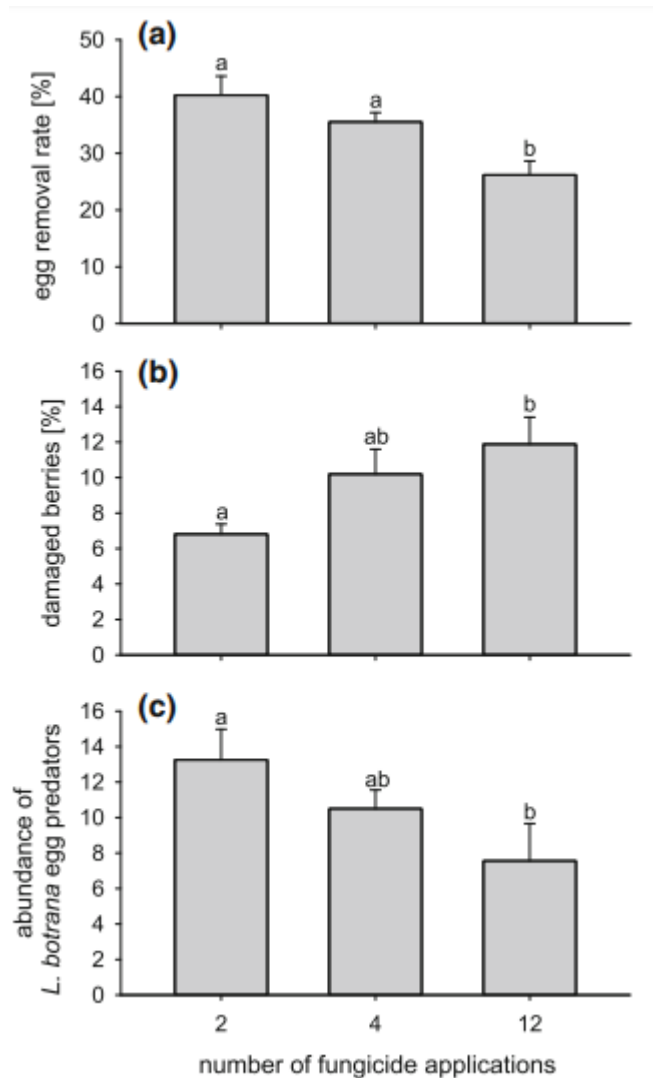 (a)
egg removal rate [%]
50
40
30
20
10
0
a
a
b
(b)
damaged berries [%]
16
14
12
10
8
6
4
2
0
a
ab
b
(c)
abundance of
L. botrana egg predators
16
14
12
10
8
6
4
2
0
a
ab
b
2 4 12
number of fungicide applications